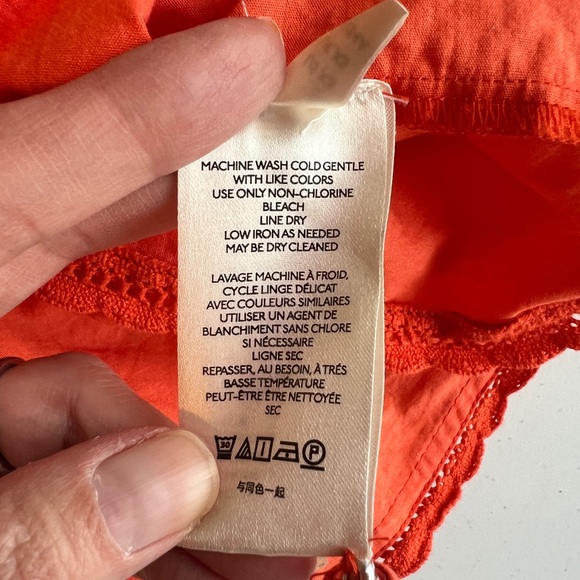 MACHINE WASH COLD GENTLE
WITH LIKE COLORS
USE ONLY NON-CHLORINE
BLEACH
LINE DRY
LOW IRON AS NEEDED
MAY BE DRY CLEANED
LAVAGE MACHINE À FROID,
CYCLE LINGE DÉLICAT
AVEC COULEURS SIMILAIRES
UTILISER UN AGENT DE
BLANCHIMENT SANS CHLORE
SI NÉCESSAIRE
LIGNE SEC
REPASSER, AU BESOIN, À TRÉS
BASSE TEMPÉRATURE
PEUT-ÊTRE ÊTRE NETTOYÉE
SEC
30 P
与同色一起